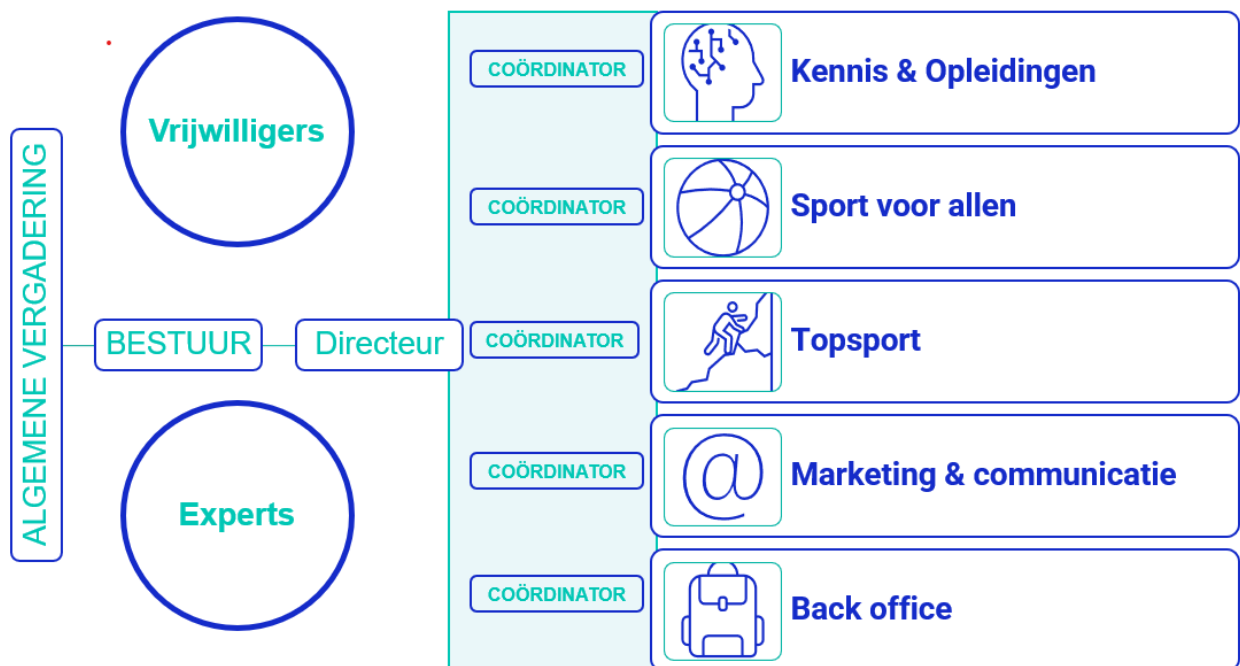 ALGEMENE VERGADERING
Vrijwilligers
BESTUUR
Directeur
Experts
COÖRDINATOR
Kennis & Opleidingen
COÖRDINATOR
Sport voor allen
COÖRDINATOR
Topsport
COÖRDINATOR
@
Marketing & communicatie
COÖRDINATOR
Back office